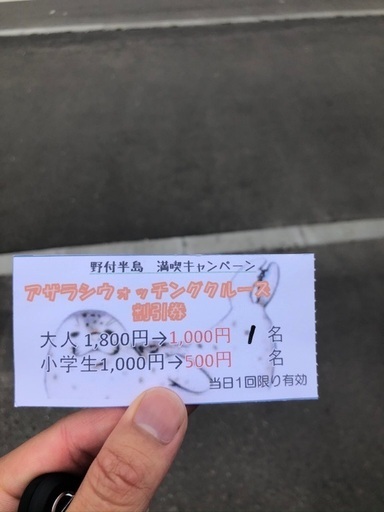 野付半島 満喫キャンペーン
アザラシウォッチングクルーズ
割引券
大人 1,800円→1,000円 1 名
小学生1,000円→500円 名
当日1回限り有効